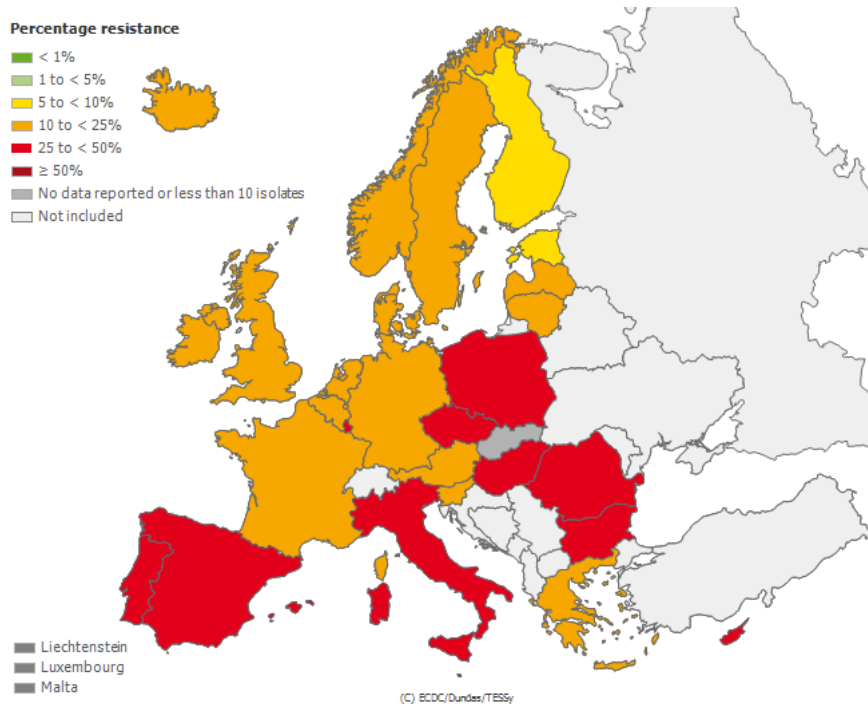 Percentage resistance
< 1%
1 to < 5%
5 to < 10%
10 to < 25%
25 to < 50%
≥ 50%
No data reported or less than 10 isolates
Not included
Liechtenstein
Luxembourg
Malta
(C) ECDC/Dundas/TESSy